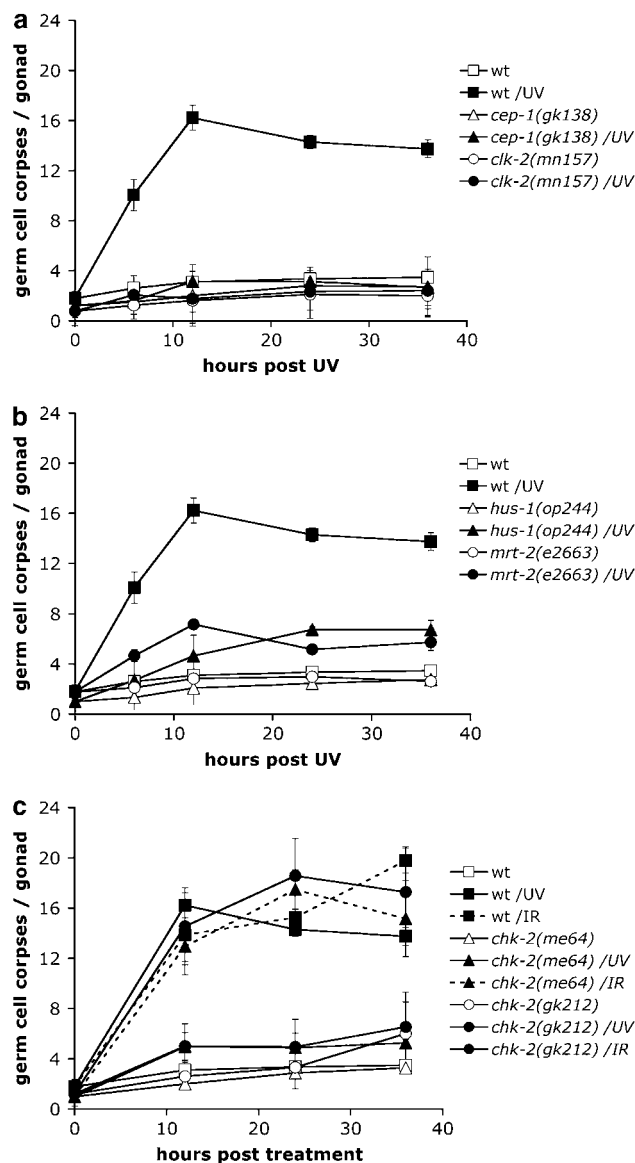 a
germ cell corpses / gonad
24
20
16
12
8
4
0
0
10
20
30
40
hours post UV
wt
wt /UV
cep-1(gk138)
cep-1(gk138) /UV
clk-2(mn157)
clk-2(mn157) /UV
b
germ cell corpses / gonad
24
20
16
12
8
4
0
0
10
20
30
40
hours post UV
wt
wt /UV
hus-1(op244)
hus-1(op244) /UV
mrt-2(e2663)
mrt-2(e2663) /UV
c
germ cell corpses / gonad
24
20
16
12
8
4
0
0
10
20
30
40
hours post treatment
wt
wt /UV
wt /IR
chk-2(me64)
chk-2(me64) /UV
chk-2(me64) /IR
chk-2(gk212)
chk-2(gk212) /UV
chk-2(gk212) /IR